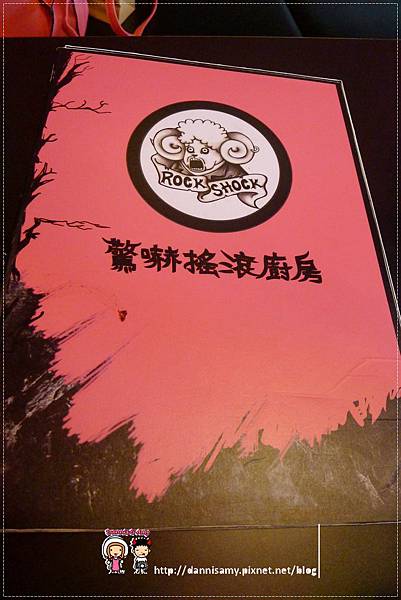 ROCK SHOCK
驚嚇搖滾廚房
http://dannisamy.pixnet.net/blog